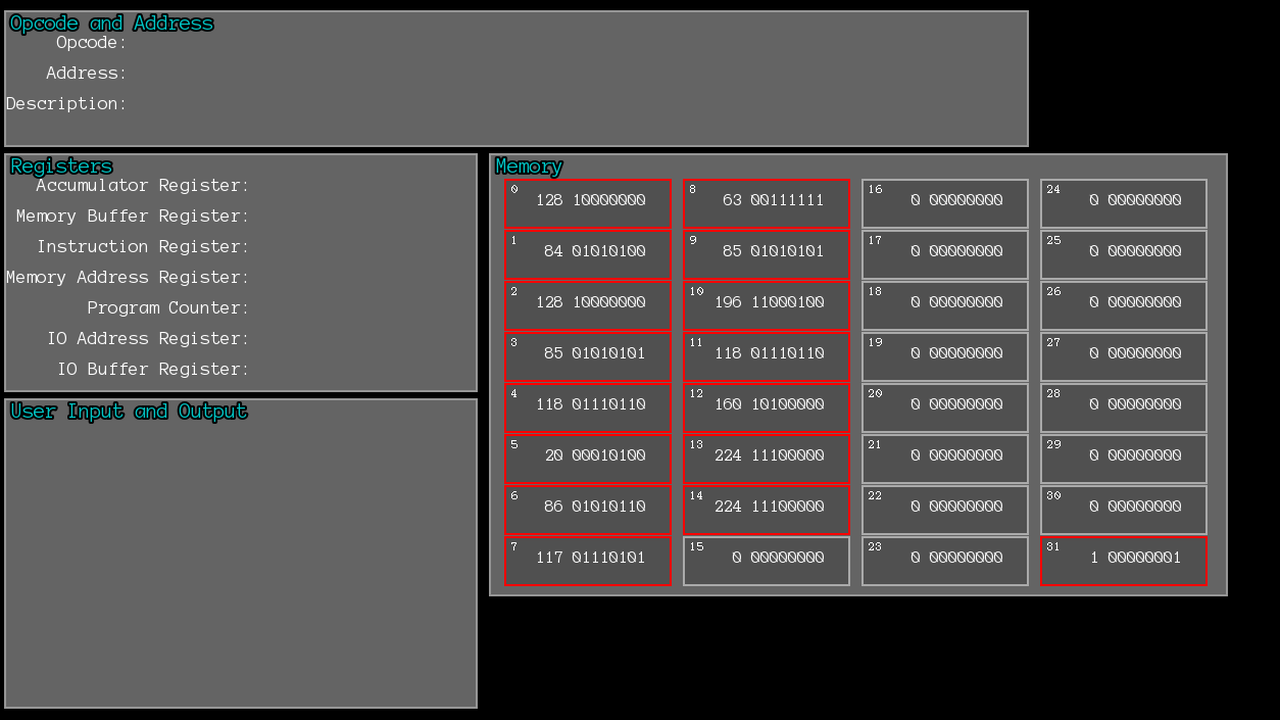 Opcode and Address
Opcode:
Address:
Description:
Registers
Accumulator Register:
Memory Buffer Register:
Instruction Register:
Memory Address Register:
Program Counter:
IO Address Register:
IO Buffer Register:
User Input and Output
Memory
0 128 10000000
1 84 01010100
2 128 10000000
3 85 01010101
4 118 01110110
5 20 00010100
6 86 01010110
7 117 01110101
8 63 00111111
9 85 01010101
10 196 11000100
11 118 01110110
12 160 10100000
13 224 11100000
14 224 11100000
15 0 00000000
16 0 00000000
17 0 00000000
18 0 00000000
19 0 00000000
20 0 00000000
21 0 00000000
22 0 00000000
23 0 00000000
24 0 00000000
25 0 00000000
26 0 00000000
27 0 00000000
28 0 00000000
29 0 00000000
30 0 00000000
31 1 00000001